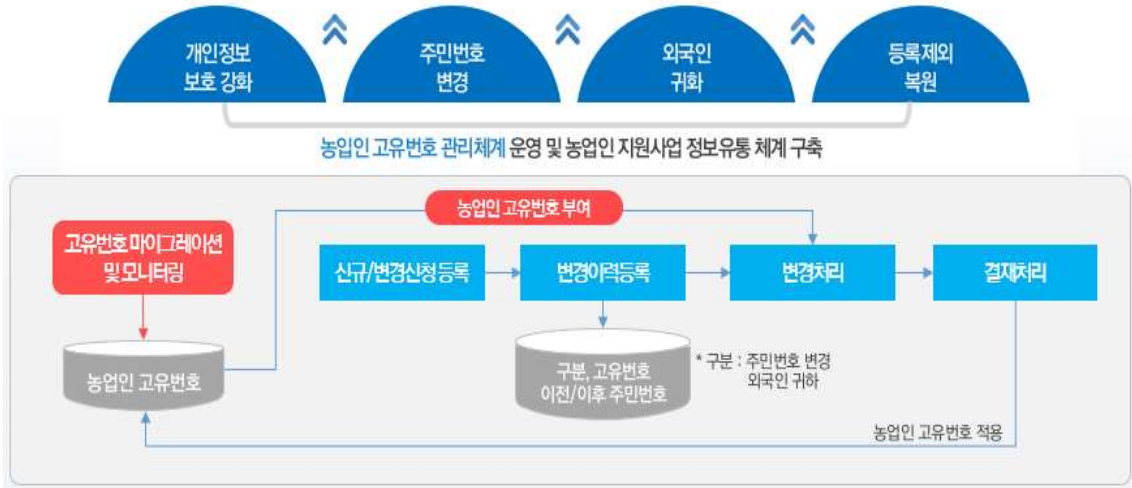 개인정보
보호 강화
주민번호
변경
외국인
귀화
등록제외
복원
농입인 고유번호 관리체계 운영 및 농업인 지원사업 정보유통 체계 구축
농업인 고유번호 부여
고유번호 마이그레이션
및 모니터링
신규/변경신청 등록
변경이력등록
변경처리
결재처리
농업인 고유번호
구분, 고유번호
이전/이후 주민번호
* 구분 : 주민번호 변경
외국인 귀하
농업인 고유번호 적용